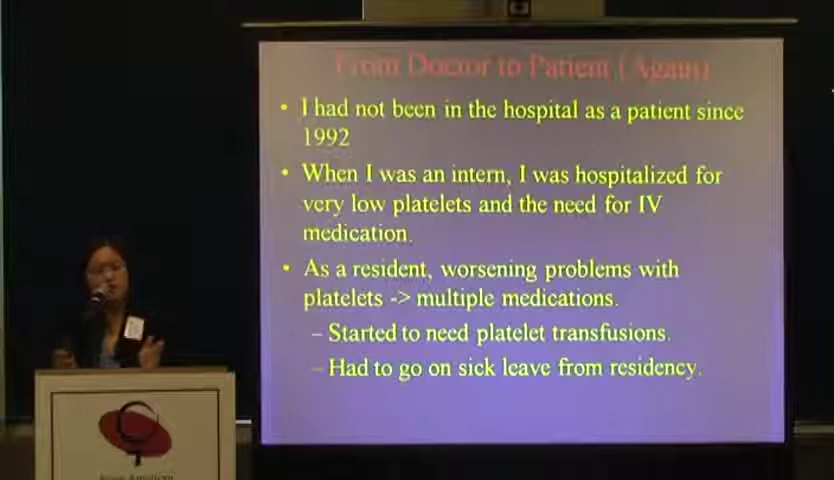 From Doctor to Patient (Again)
• I had not been in the hospital as a patient since
1992
• When I was an intern, I was hospitalized for
very low platelets and the need for IV
medication.
• As a resident, worsening problems with
platelets -> multiple medications.
– Started to need platelet transfusions.
– Had to go on sick leave from residency.
American